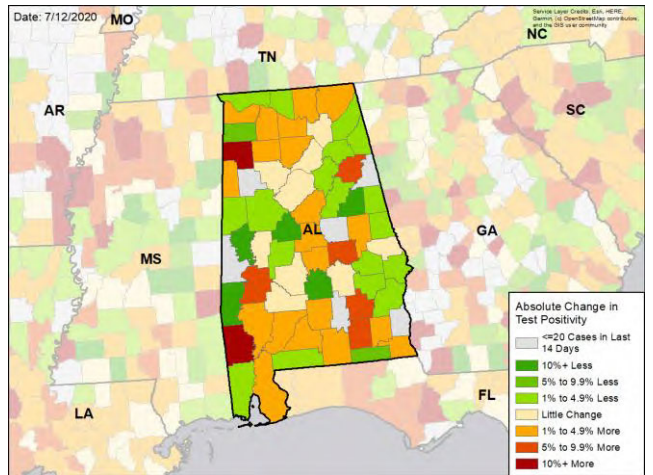 Date: 7/12/2020
Service Layer Credits: Esri, HERE,
Garmin, (c) OpenStreetMap contributors,
and the GIS user community
MO
TN
NC
AR
SC
MS
AL
GA
LA
FL
Absolute Change in
Test Positivity
<=20 Cases in Last
14 Days
10%+ Less
5% to 9.9% Less
1% to 4.9% Less
Little Change
1% to 4.9% More
5% to 9.9% More
10%+ More